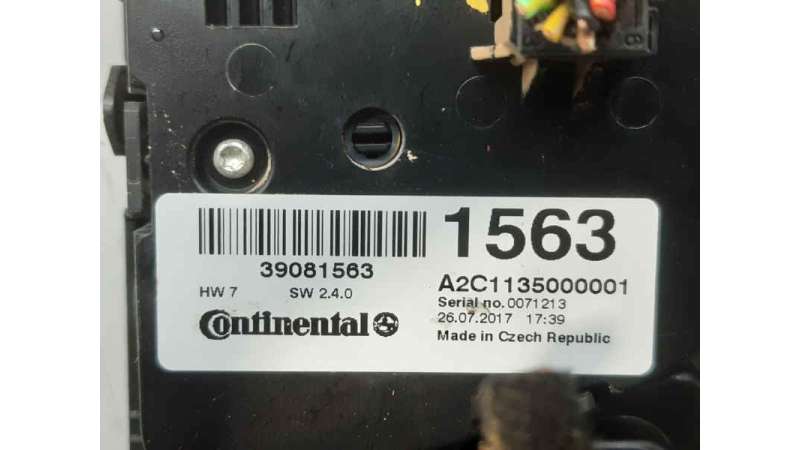 8
1563
39081563
HW 7 SW 2.4.0
A2C1135000001
Serial no.0071213
26.07.2017 17:39
Continental
Made in Czech Republic